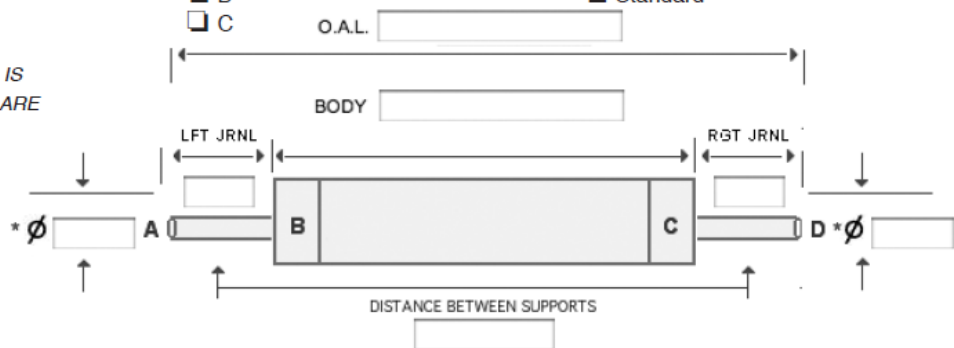 B
Standard
C
O.A.L.
IS
ARE
BODY
LFT JRNL
RGT JRNL
* Ø
A
B
C
D *Ø
DISTANCE BETWEEN SUPPORTS